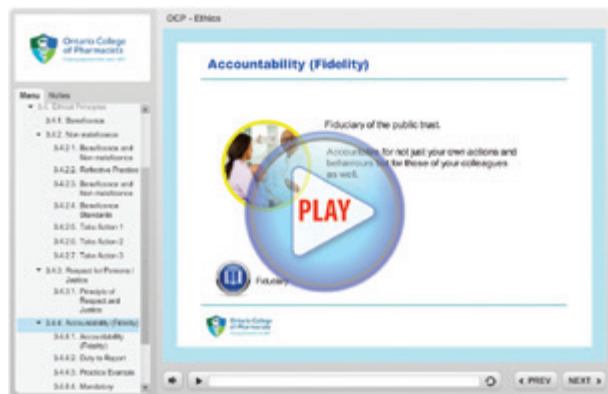 OCP - Ethics
Ontario College
of Pharmacists
Menu Notes
3.4. Ethical Principles
3.4.1. Beneficence
3.4.2. Non maleficence
3.4.2.1. Beneficence and
Non maleficence
3.4.2.2. Reflective Practice
3.4.2.3. Beneficence and
Non maleficence
3.4.2.4. Beneficence
Standards
3.4.2.5. Take Action 1
3.4.2.6. Take Action 2
3.4.2.7. Take Action 3
3.4.3. Respect for Persons /
Justice
3.4.3.1. Principle of
Respect and
Justice
3.4.4. Accountability (Fidelity)
3.4.4.1. Accountability
(Fidelity)
3.4.4.2. Duty to Report
3.4.4.3. Practice Example
3.4.4.4. Mandatory
Accountability (Fidelity)
Fiduciary of the public trust.
Accountable for not just your own actions and
behaviours but for those of your colleagues
as well.
PLAY
Fiduciary
Ontario College
of Pharmacists
PREV NEXT